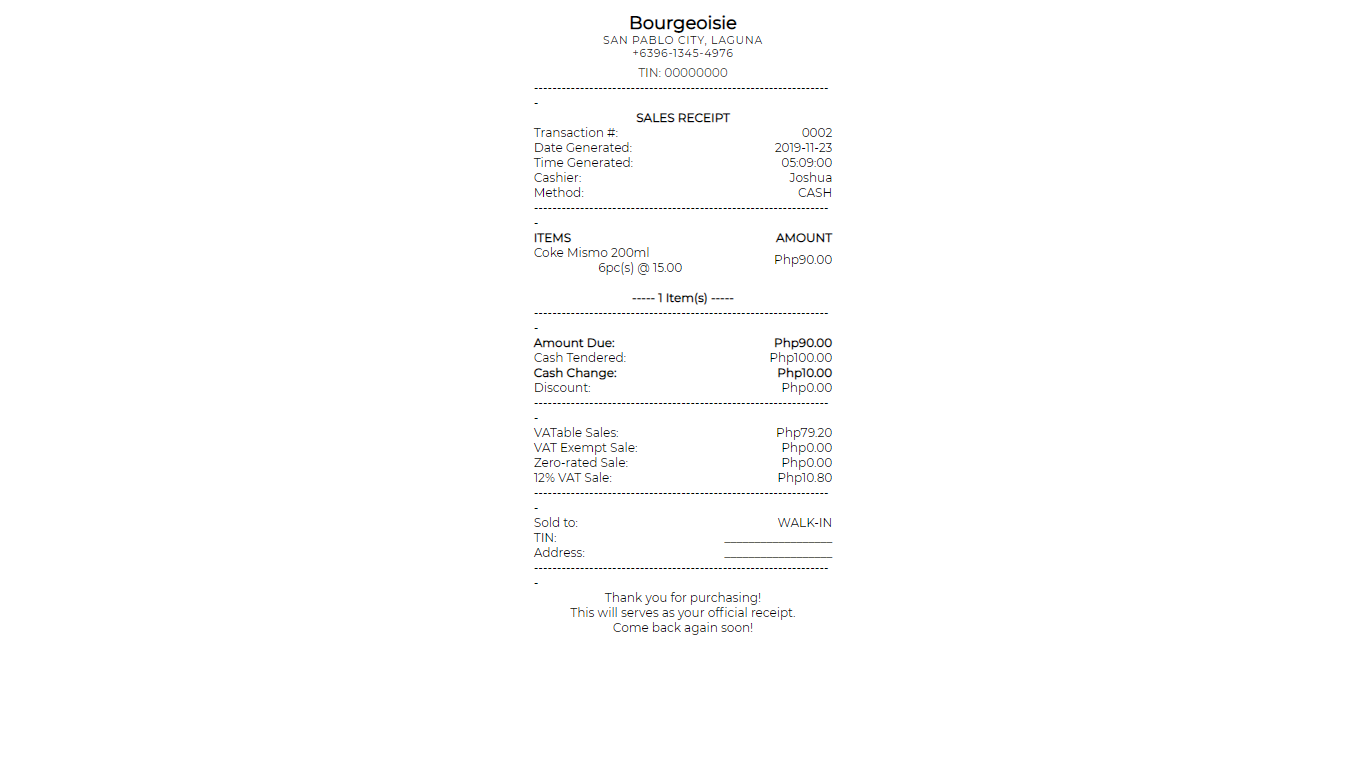 Bourgeoisie
SAN PABLO CITY, LAGUNA
+6396-1345-4976
TIN: 00000000
----------------------------------------------------------------
-
SALES RECEIPT
Transaction #: 0002
Date Generated: 2019-11-23
Time Generated: 05:09:00
Cashier: Joshua
Method: CASH
----------------------------------------------------------------
-
ITEMS AMOUNT
Coke Mismo 200ml
6pc(s) @ 15.00 Php90.00
----- 1 Item(s) -----
----------------------------------------------------------------
-
Amount Due: Php90.00
Cash Tendered: Php100.00
Cash Change: Php10.00
Discount: Php0.00
----------------------------------------------------------------
-
VATable Sales: Php79.20
VAT Exempt Sale: Php0.00
Zero-rated Sale: Php0.00
12% VAT Sale: Php10.80
----------------------------------------------------------------
-
Sold to: WALK-IN
TIN: __________________
Address: __________________
----------------------------------------------------------------
-
Thank you for purchasing!
This will serves as your official receipt.
Come back again soon!